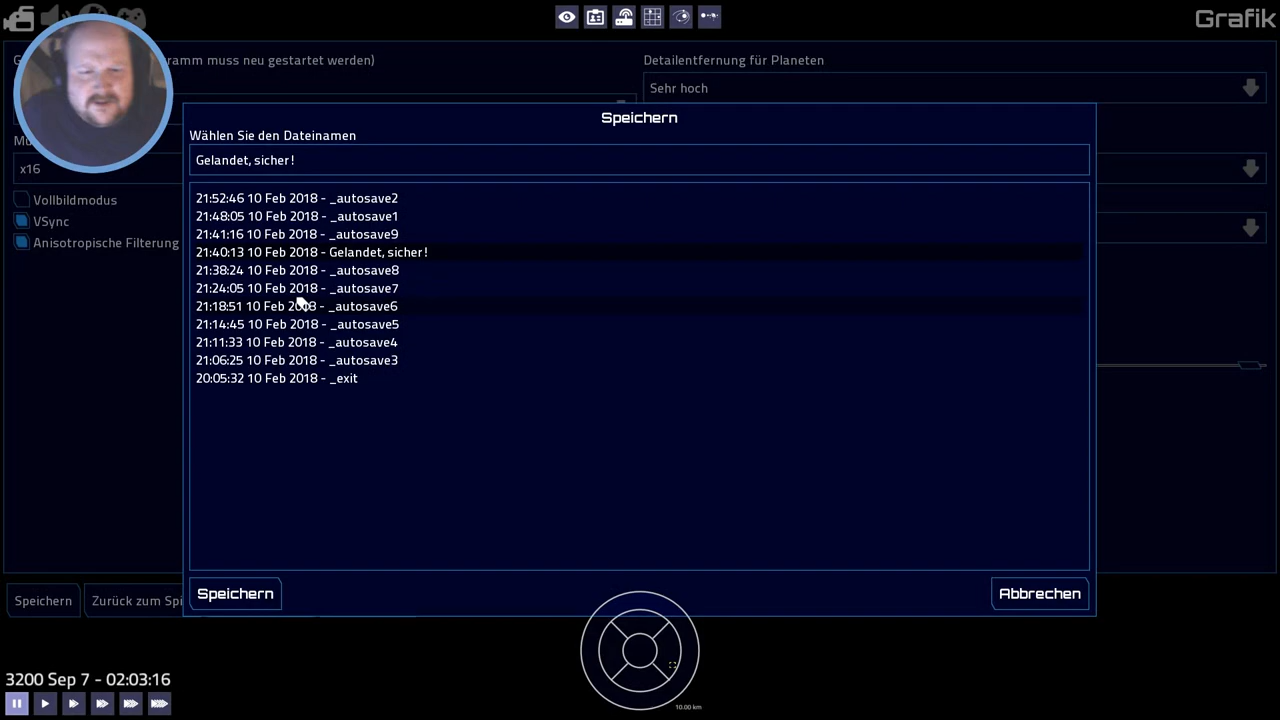 Grafik
ramm muss neu gestartet werden)
Detailentfernung für Planeten
Sehr hoch
Speichern
Wählen Sie den Dateinamen
Gelandet, sicher!
x16
Vollbildmodus
VSync
Anisotropische Filterung
21:52:46 10 Feb 2018 - _autosave2
21:48:05 10 Feb 2018 - _autosave1
21:41:16 10 Feb 2018 - _autosave9
21:40:13 10 Feb 2018 - Gelandet, sicher!
21:38:24 10 Feb 2018 - _autosave8
21:24:05 10 Feb 2018 - _autosave7
21:18:51 10 Feb 2018 - _autosave6
21:14:45 10 Feb 2018 - _autosave5
21:11:33 10 Feb 2018 - _autosave4
21:06:25 10 Feb 2018 - _autosave3
20:05:32 10 Feb 2018 - _exit
Speichern
Abbrechen
Speichern
Zurück zum Spi
3200 Sep 7 - 02:03:16
10.00 km